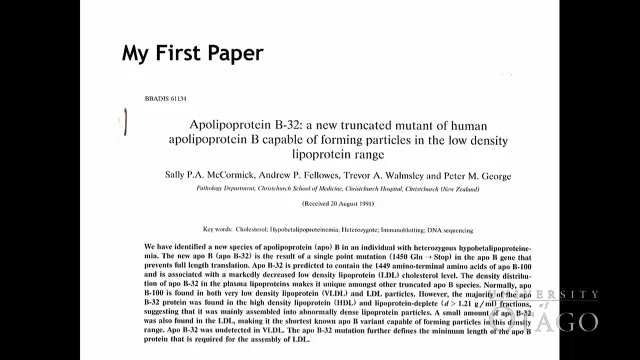 My First Paper
BBADIS 61134
Apolipoprotein B-32: a new truncated mutant of human
apolipoprotein B capable of forming particles in the low density
lipoprotein range
Sally P.A. McCormick, Andrew P. Fellowes, Trevor A. Walmsley and Peter M. George
Pathology Department, Christchurch School of Medicine, Christchurch Hospital, Christchurch (New Zealand)
(Received 20 August 1991)
Key words: Cholesterol; Hypobetalipoproteinemia; Heterozygote; Immunoblotting; DNA sequencing
We have identified a new species of apolipoprotein (apo) B in an individual with heterozygous hypobetalipoproteine-
mia. The new apo B (apo B-32) is the result of a single point mutation (1450 Gln → Stop) in the apo B gene that
prevents full length translation. Apo B-32 is predicted to contain the 1449 amino-terminal amino acids of apo B-100
and is associated with a markedly decreased low density lipoprotein (LDL) cholesterol level. The density distribu-
tion of apo B-32 in the plasma lipoproteins makes it unique amongst other truncated apo B species. Normally, apo
B-100 is found in both very low density lipoprotein (VLDL) and LDL particles. However, the majority of the apo
B-32 protein was found in the high density lipoprotein (HDL) and lipoprotein-deplete (d > 1.21 g/ml) fractions,
suggesting that it was mainly assembled into abnormally dense lipoprotein particles. A small amount of apo B-32
was also found in the LDL, making it the shortest known apo B variant capable of forming particles in the density
range. Apo B-32 was undetected in VLDL. The apo B-32 mutation further defines the minimum length of the apo B
protein that is required for the assembly of LDL.
UNIVERSITY
OF
OTAGO